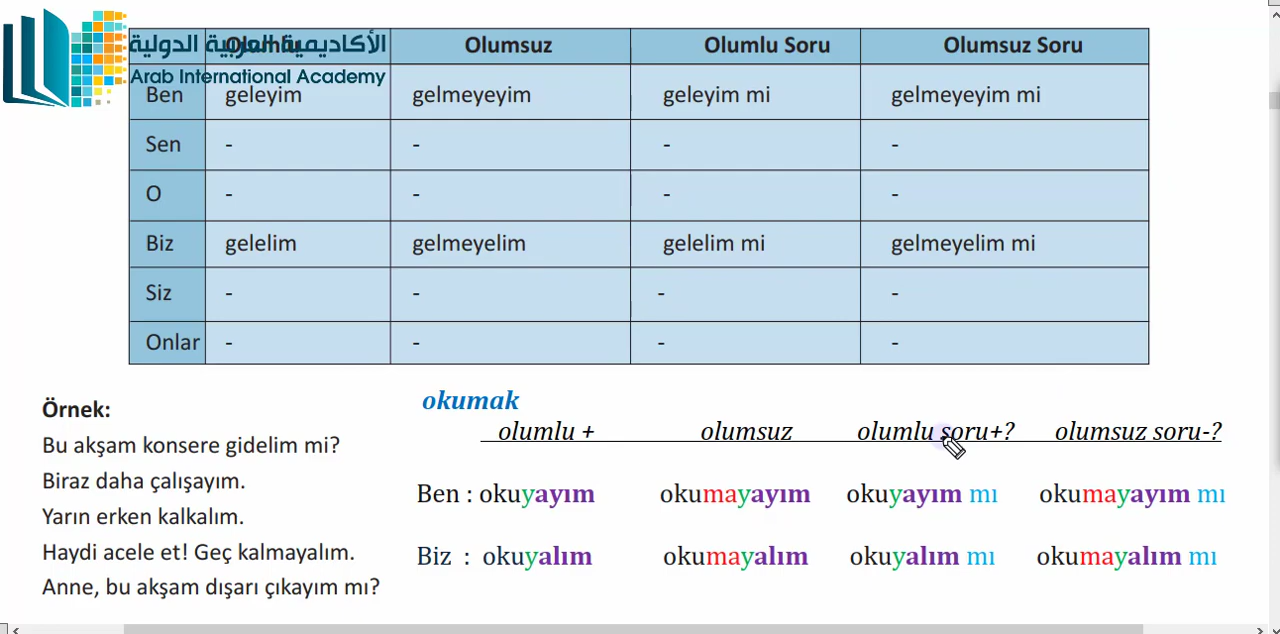 الأكاديمية العربية الدولية
Arab International Academy
Olumlu Olumsuz Olumlu Soru Olumsuz Soru
Ben geleyim gelmeyeyim geleyim mi gelmeyeyim mi
Sen - - - -
O - - - -
Biz gelelim gelmeyelim gelelim mi gelmeyelim mi
Siz - - - -
Onlar - - - -
Örnek:
Bu akşam konsere gidelim mi?
Biraz daha çalışayım.
Yarın erken kalkalım.
Haydi acele et! Geç kalmayalım.
Anne, bu akşam dışarı çıkayım mı?
okumak
olumlu + olumsuz olumlu soru+? olumsuz soru-?
Ben : okuyayım okumayayım okuyayım mı okumayayım mı
Biz : okuyalım okumayalım okuyalım mı okumayalım mı